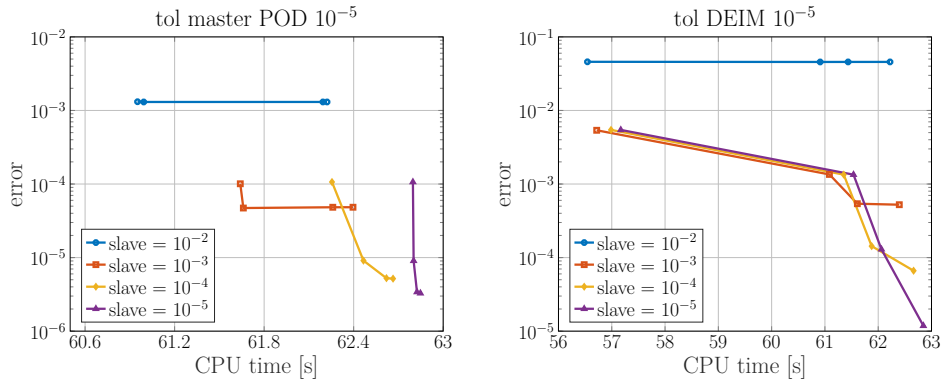 tol master POD 10⁻⁵
error
10⁻²
10⁻³
10⁻⁴
10⁻⁵
10⁻⁶
slave = 10⁻²
slave = 10⁻³
slave = 10⁻⁴
slave = 10⁻⁵
60.6 61.2 61.8 62.4 63
CPU time [s]
tol DEIM 10⁻⁵
error
10⁻¹
10⁻²
10⁻³
10⁻⁴
10⁻⁵
slave = 10⁻²
slave = 10⁻³
slave = 10⁻⁴
slave = 10⁻⁵
56 57 58 59 60 61 62 63
CPU time [s]